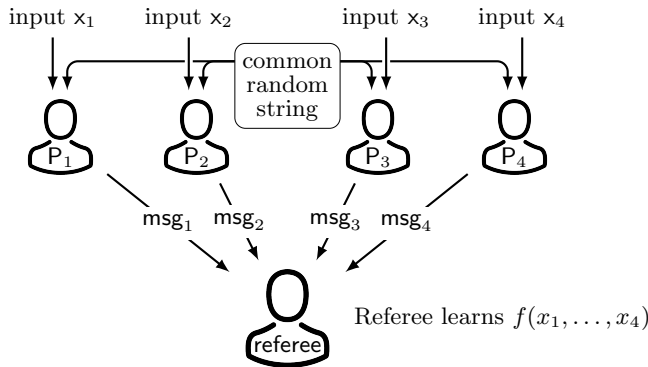 input x₁
input x₂
input x₃
input x₄
common
random
string
P₁
P₂
P₃
P₄
msg₁
msg₂
msg₃
msg₄
Referee learns f(x₁, . . . , x₄)
referee